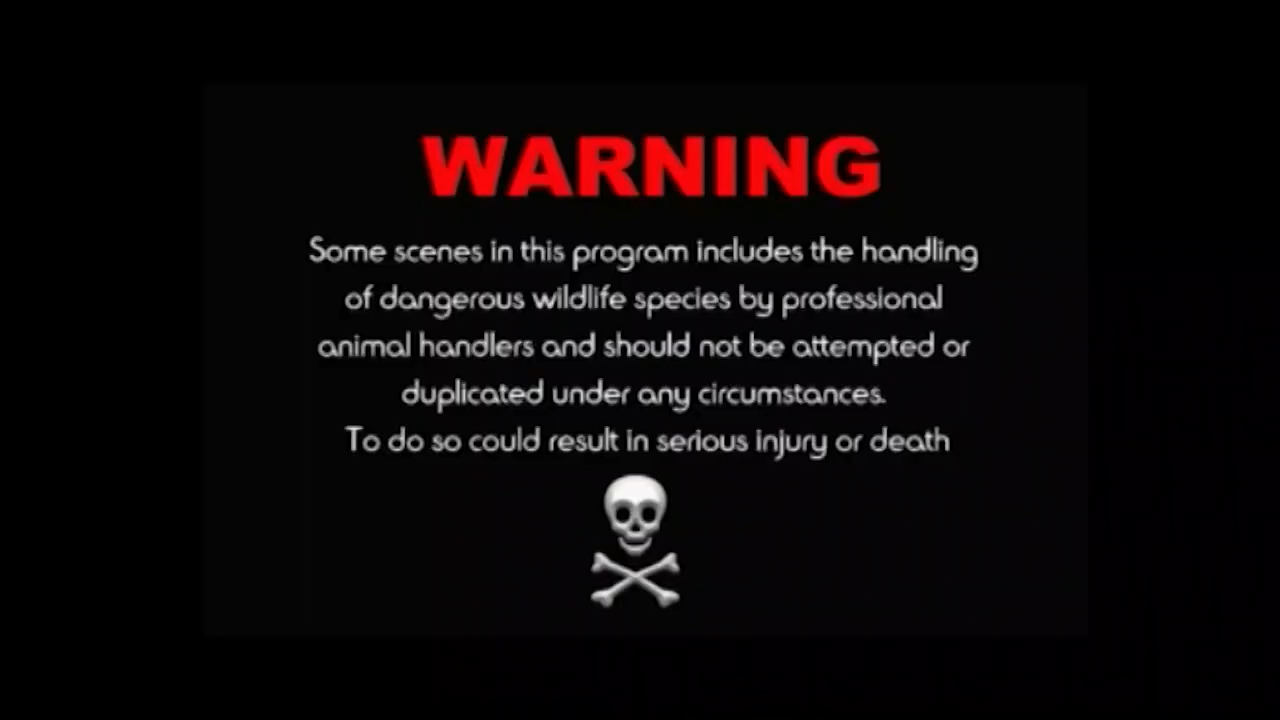 WARNING
Some scenes in this program includes the handling
of dangerous wildlife species by professional
animal handlers and should not be attempted or
duplicated under any circumstances.
To do so could result in serious injury or death